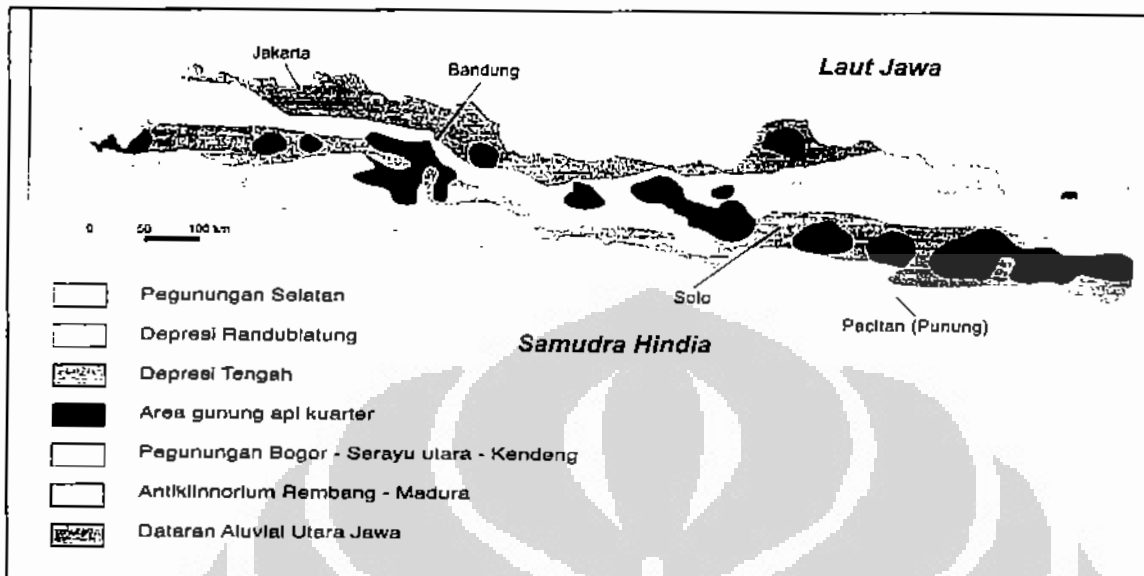 Jakarta
Bandung
Laut Jawa
0 50 100 km
Solo
Pacitan (Punung)
Samudra Hindia
Pegunungan Selatan
Depresi Randublatung
Depresi Tengah
Area gunung api kuarter
Pegunungan Bogor - Serayu utara - Kendeng
Antiklinnorium Rembang - Madura
Dataran Aluvial Utara Jawa